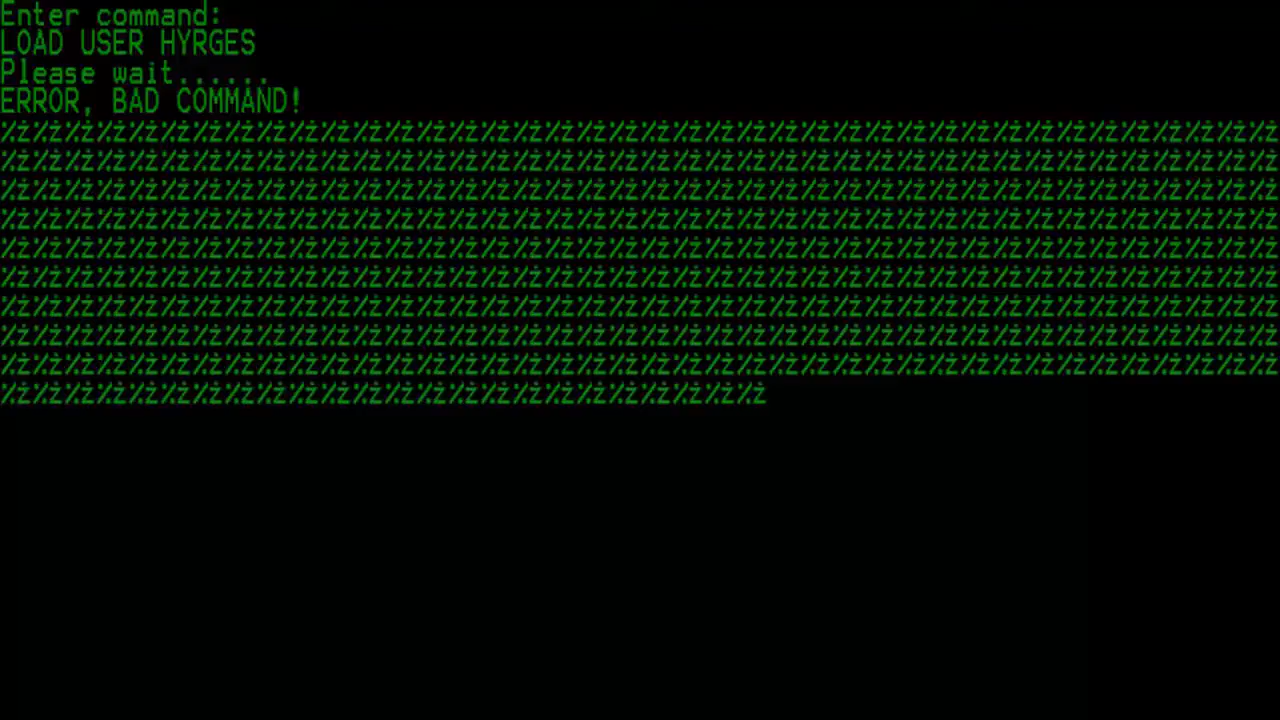 Enter command:
LOAD USER HYRGES
Please wait......
ERROR, BAD COMMAND!
%ż%ż%ż%ż%ż%ż%ż%ż%ż%ż%ż%ż%ż%ż%ż%ż%ż%ż%ż%ż%ż%ż%ż%ż%ż%ż%ż%ż%ż%ż%ż%ż%ż%ż%ż%ż%ż%ż%ż%ż
%ż%ż%ż%ż%ż%ż%ż%ż%ż%ż%ż%ż%ż%ż%ż%ż%ż%ż%ż%ż%ż%ż%ż%ż%ż%ż%ż%ż%ż%ż%ż%ż%ż%ż%ż%ż%ż%ż%ż%ż
%ż%ż%ż%ż%ż%ż%ż%ż%ż%ż%ż%ż%ż%ż%ż%ż%ż%ż%ż%ż%ż%ż%ż%ż%ż%ż%ż%ż%ż%ż%ż%ż%ż%ż%ż%ż%ż%ż%ż%ż
%ż%ż%ż%ż%ż%ż%ż%ż%ż%ż%ż%ż%ż%ż%ż%ż%ż%ż%ż%ż%ż%ż%ż%ż%ż%ż%ż%ż%ż%ż%ż%ż%ż%ż%ż%ż%ż%ż%ż%ż
%ż%ż%ż%ż%ż%ż%ż%ż%ż%ż%ż%ż%ż%ż%ż%ż%ż%ż%ż%ż%ż%ż%ż%ż%ż%ż%ż%ż%ż%ż%ż%ż%ż%ż%ż%ż%ż%ż%ż%ż
%ż%ż%ż%ż%ż%ż%ż%ż%ż%ż%ż%ż%ż%ż%ż%ż%ż%ż%ż%ż%ż%ż%ż%ż%ż%ż%ż%ż%ż%ż%ż%ż%ż%ż%ż%ż%ż%ż%ż%ż
%ż%ż%ż%ż%ż%ż%ż%ż%ż%ż%ż%ż%ż%ż%ż%ż%ż%ż%ż%ż%ż%ż%ż%ż%ż%ż%ż%ż%ż%ż%ż%ż%ż%ż%ż%ż%ż%ż%ż%ż
%ż%ż%ż%ż%ż%ż%ż%ż%ż%ż%ż%ż%ż%ż%ż%ż%ż%ż%ż%ż%ż%ż%ż%ż%ż%ż%ż%ż%ż%ż%ż%ż%ż%ż%ż%ż%ż%ż%ż%ż
%ż%ż%ż%ż%ż%ż%ż%ż%ż%ż%ż%ż%ż%ż%ż%ż%ż%ż%ż%ż%ż%ż%ż%ż%ż%ż%ż%ż%ż%ż%ż%ż%ż%ż%ż%ż%ż%ż%ż%ż
%ż%ż%ż%ż%ż%ż%ż%ż%ż%ż%ż%ż%ż%ż%ż%ż%ż%ż%ż%ż%ż%ż%ż%ż